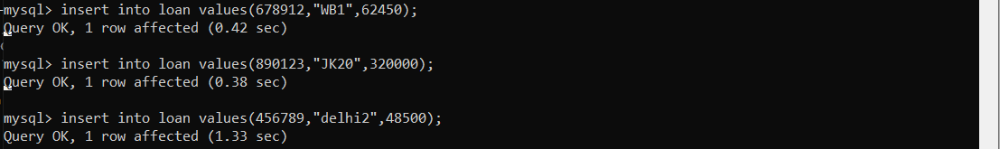 mysql> insert into loan values(678912,"WB1",62450);
Query OK, 1 row affected (0.42 sec)
mysql> insert into loan values(890123,"JK20",320000);
Query OK, 1 row affected (0.38 sec)
mysql> insert into loan values(456789,"delhi2",48500);
Query OK, 1 row affected (1.33 sec)